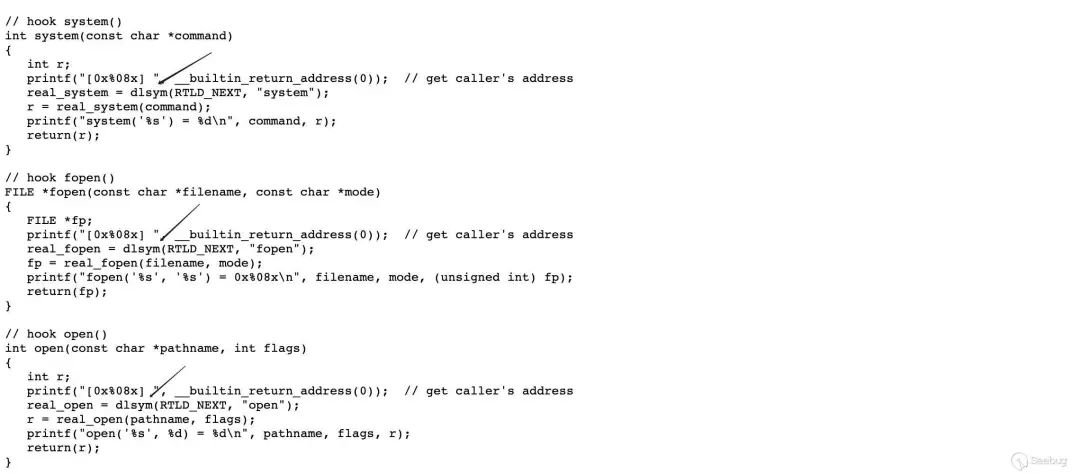 // hook system()
int system(const char *command)
{
   int r;
   printf("[0x%08x] ", __builtin_return_address(0));  // get caller's address
   real_system = dlsym(RTLD_NEXT, "system");
   r = real_system(command);
   printf("system('%s') = %d\n", command, r);
   return(r);
}

// hook fopen()
FILE *fopen(const char *filename, const char *mode)
{
   FILE *fp;
   printf("[0x%08x] ", __builtin_return_address(0));  // get caller's address
   real_fopen = dlsym(RTLD_NEXT, "fopen");
   fp = real_fopen(filename, mode);
   printf("fopen('%s', '%s') = 0x%08x\n", filename, mode, (unsigned int) fp);
   return(fp);
}

// hook open()
int open(const char *pathname, int flags)
{
   int r;
   printf("[0x%08x] ", __builtin_return_address(0));  // get caller's address
   real_open = dlsym(RTLD_NEXT, "open");
   r = real_open(pathname, flags);
   printf("open('%s', %d) = %d\n", pathname, flags, r);
   return(r);
}
Seebug